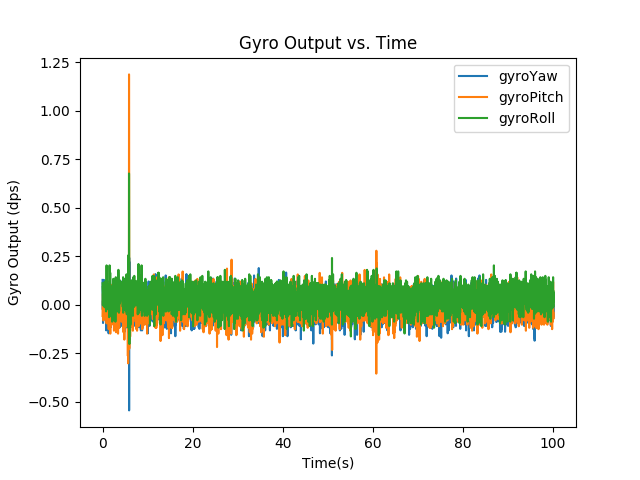 Gyro Output vs. Time
1.25
1.00
0.75
0.50
0.25
0.00
−0.25
−0.50
Gyro Output (dps)
gyroYaw
gyroPitch
gyroRoll
0 20 40 60 80 100
Time(s)